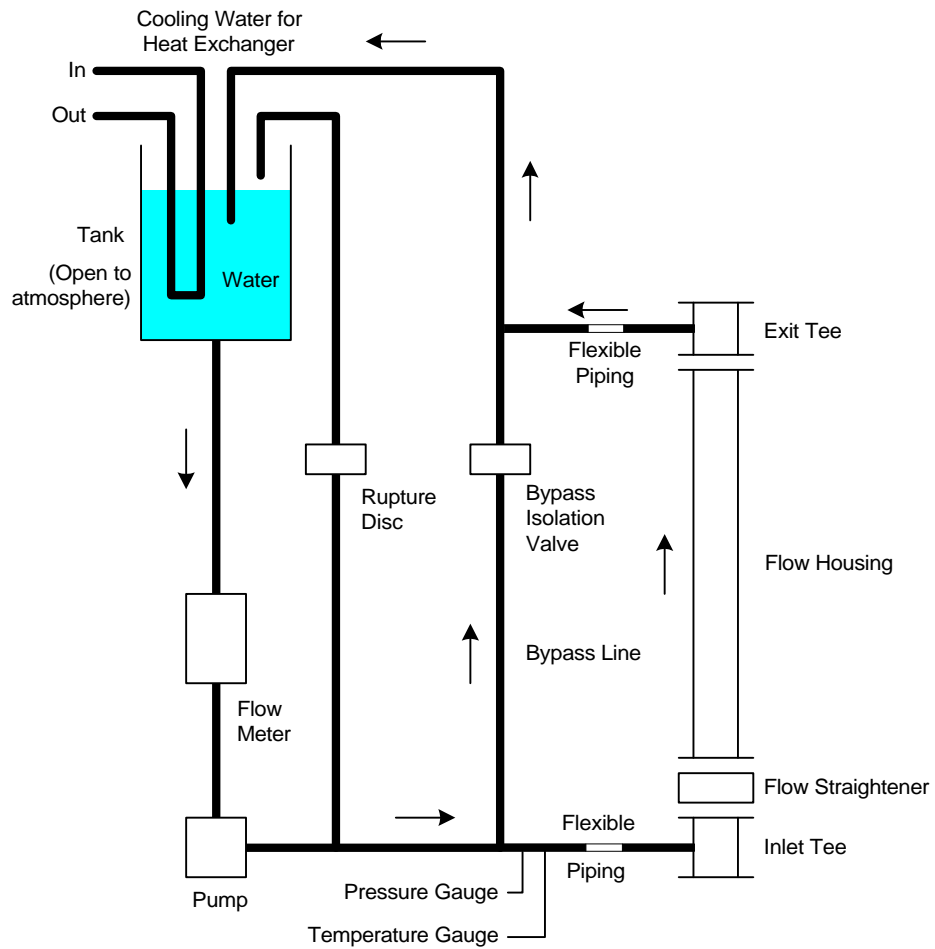 Cooling Water for
Heat Exchanger
In
Out
Tank
(Open to
atmosphere)
Water
Exit Tee
Flexible
Piping
Rupture
Disc
Bypass
Isolation
Valve
Flow Housing
Bypass Line
Flow
Meter
Flow Straightener
Flexible
Piping
Inlet Tee
Pump
Pressure Gauge
Temperature Gauge